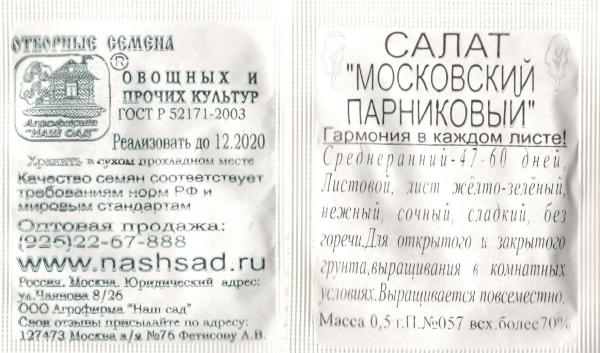 ОТБОРНЫЕ СЕМЕНА
ОВОЩНЫХ И
ПРОЧИХ КУЛЬТУР
ГОСТ Р 52171-2003
Агрофирма
"НАШ САД"
®
Реализовать до 12.2020
Хранить в сухом прохладном месте
Качество семян соответствует
требованиям норм РФ и
мировым стандартам
Оптовая продажа:
(925)22-67-888
www.nashsad.ru
Россия. Москва. Юридический адрес:
ул.Чаянова 8/26
ООО Агрофирма "Наш сад"
Свои отзывы присылайте по адресу:
127473 Москва а/я №76 Фетисову А.В.
САЛАТ
"МОСКОВСКИЙ
ПАРНИКОВЫЙ"
Гармония в каждом листе!
Среднеранний-47-60 дней.
Листовой, лист жёлто-зелёный,
нежный, сочный, сладкий, без
горечи.Для открытого и закрытого
грунта,выращивания в комнатных
условиях.Выращивается повсеместно.
Масса 0,5 г.П.№057 всх.более70%